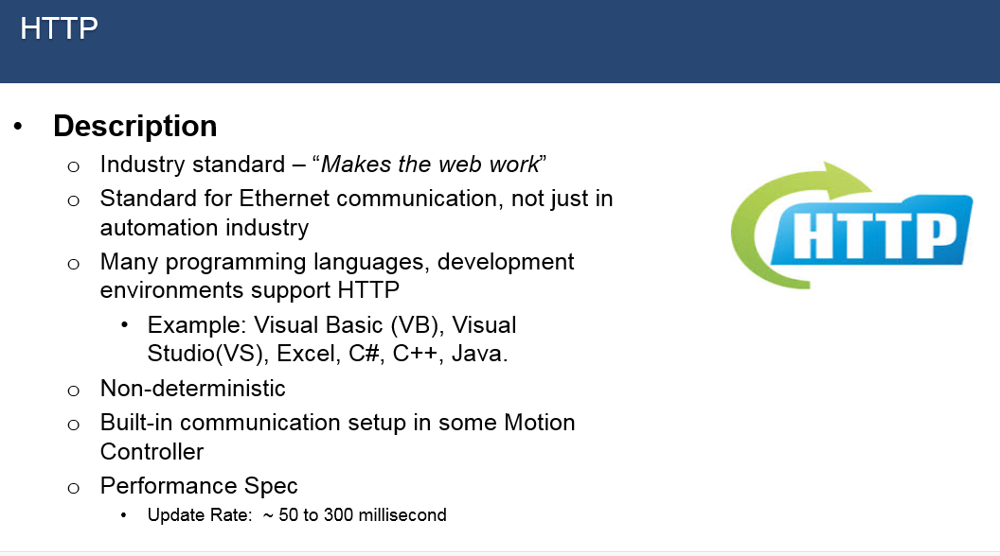 HTTP
• Description
o Industry standard – “Makes the web work”
o Standard for Ethernet communication, not just in
automation industry
o Many programming languages, development
environments support HTTP
• Example: Visual Basic (VB), Visual
Studio(VS), Excel, C#, C++, Java.
o Non-deterministic
o Built-in communication setup in some Motion
Controller
o Performance Spec
• Update Rate:  ~ 50 to 300 millisecond
HTTP